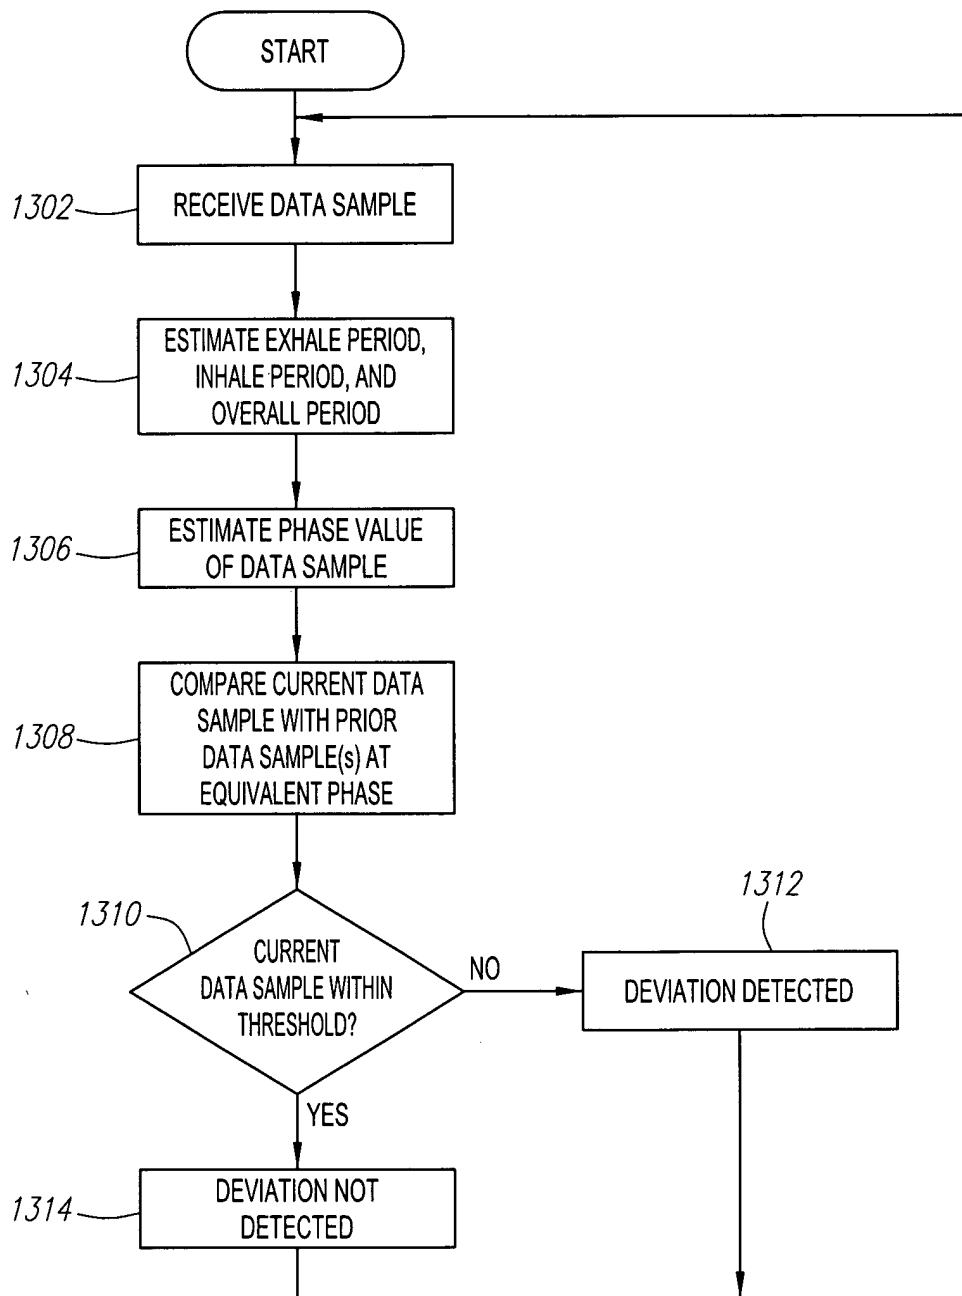 START
1302
RECEIVE DATA SAMPLE
1304
ESTIMATE EXHALE PERIOD,
INHALE PERIOD, AND
OVERALL PERIOD
1306
ESTIMATE PHASE VALUE
OF DATA SAMPLE
1308
COMPARE CURRENT DATA
SAMPLE WITH PRIOR
DATA SAMPLE(s) AT
EQUIVALENT PHASE
1310
CURRENT
DATA SAMPLE WITHIN
THRESHOLD?
NO
1312
DEVIATION DETECTED
YES
1314
DEVIATION NOT
DETECTED